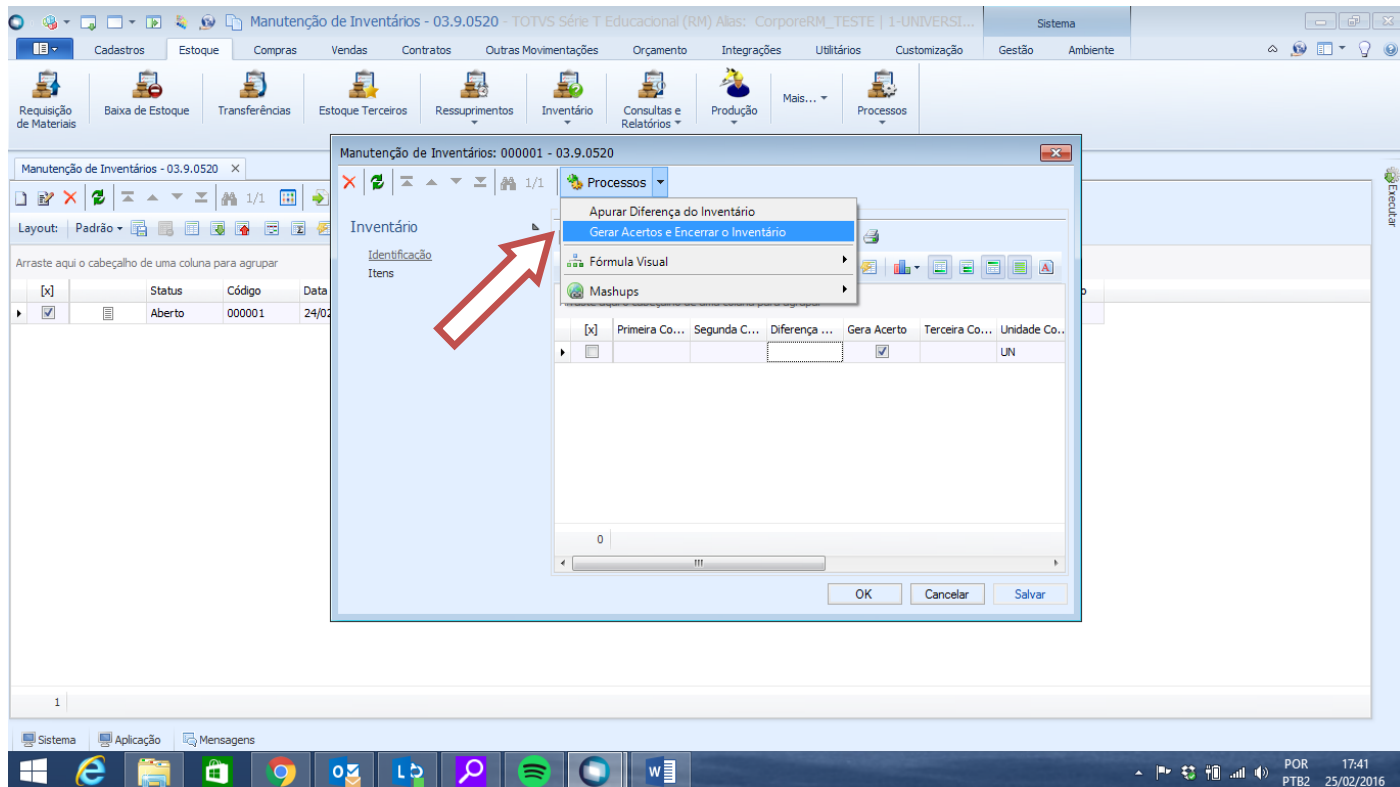 Manutenção de Inventários - 03.9.0520 - TOTVS Série T Educacional (RM) Alias: CorporeRM_TESTE | 1-UNIVERSI... Sistema
Cadastros Estoque Compras Vendas Contratos Outras Movimentações Orçamento Integrações Utilitários Customização Gestão Ambiente
Requisição de Materiais
Baixa de Estoque
Transferências
Estoque Terceiros
Ressuprimentos
Inventário
Consultas e Relatórios
Produção
Mais...
Processos
Manutenção de Inventários - 03.9.0520
1/1
Layout: Padrão
Arraste aqui o cabeçalho de uma coluna para agrupar
[x] Status Código Data
Aberto 000001 24/02
1
Executar
Manutenção de Inventários: 000001 - 03.9.0520
1/1 Processos
Apurar Diferença do Inventário
Gerar Acertos e Encerrar o Inventário
Fórmula Visual
Mashups
Inventário
Identificação
Itens
[x] Primeira Co... Segunda C... Diferença ... Gera Acerto Terceira Co... Unidade Co..
UN
0
OK Cancelar Salvar
Sistema Aplicação Mensagens
POR 17:41
PTB2 25/02/2016